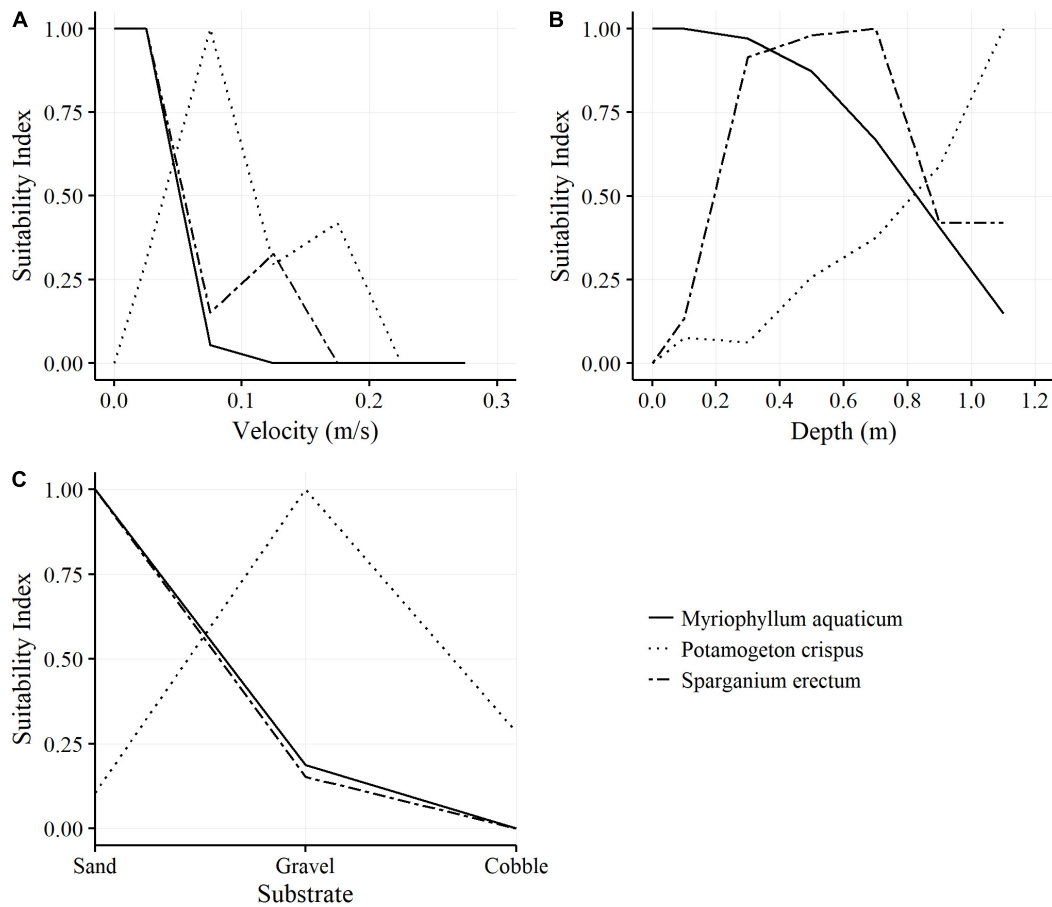 A
1.00
0.75
0.50
0.25
0.00
Suitability Index
0.0 0.1 0.2 0.3
Velocity (m/s)
B
1.00
0.75
0.50
0.25
0.00
Suitability Index
0.0 0.2 0.4 0.6 0.8 1.0 1.2
Depth (m)
C
1.00
0.75
0.50
0.25
0.00
Suitability Index
Sand Gravel Cobble
Substrate
Myriophyllum aquaticum
Potamogeton crispus
Sparganium erectum